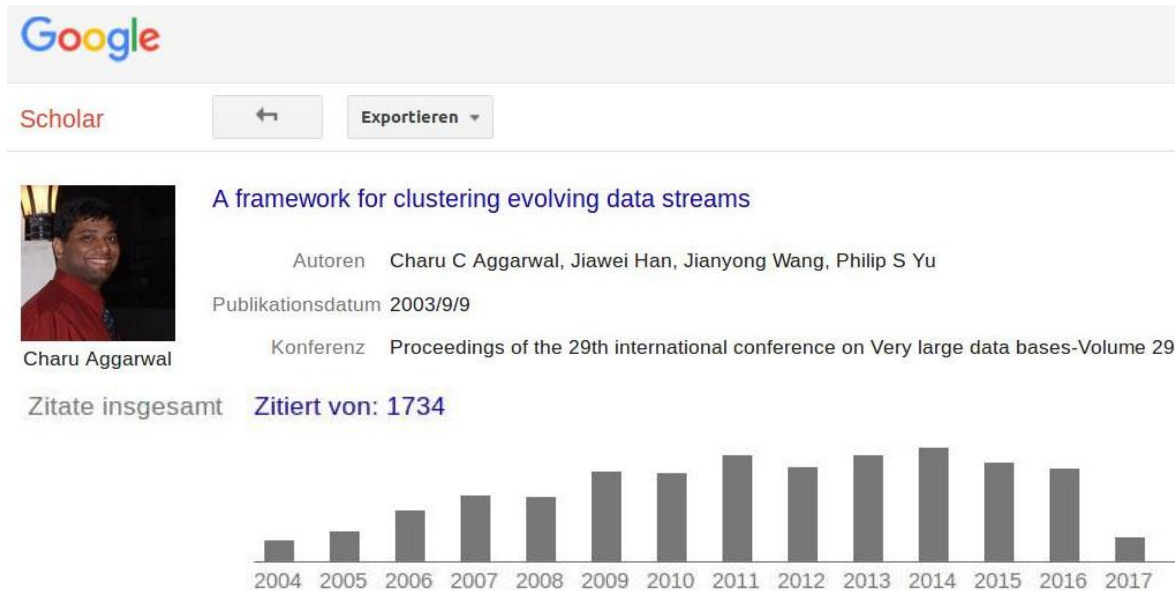 Google
Scholar
Exportieren
A framework for clustering evolving data streams
Autoren Charu C Aggarwal, Jiawei Han, Jianyong Wang, Philip S Yu
Publikationsdatum 2003/9/9
Konferenz Proceedings of the 29th international conference on Very large data bases-Volume 29
Charu Aggarwal
Zitate insgesamt Zitiert von: 1734
2004 2005 2006 2007 2008 2009 2010 2011 2012 2013 2014 2015 2016 2017